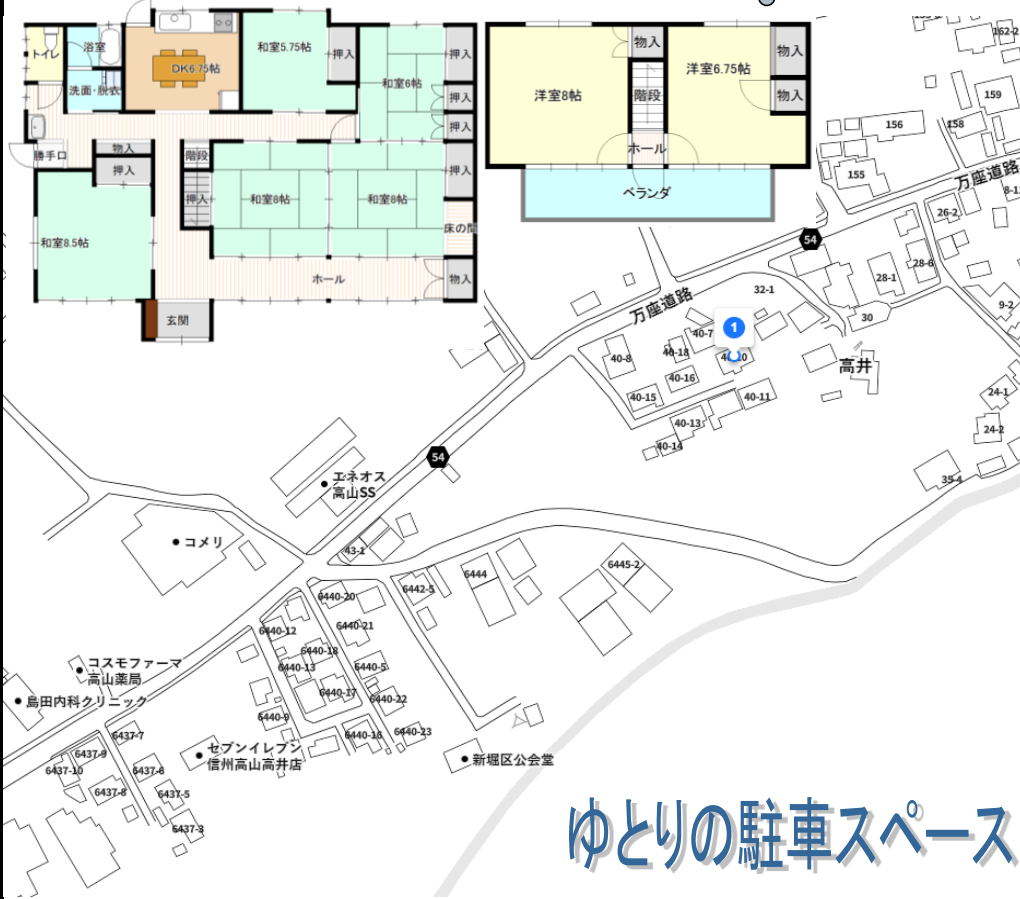 トイレ
浴室
洗面・脱衣
DK6.75帖
和室5.75帖
押入
和室6帖
押入
押入
押入
勝手口
物入
押入
階段
押入
和室8帖
和室8帖
押入
床の間
和室8.5帖
ホール
物入
玄関
洋室8帖
物入
階段
ホール
洋室6.75帖
物入
物入
ベランダ
162-2
159
156
158
155
万座道路
8-1
26-2
54
28-6
28-1
32-1
万座道路
30
9-2
1
40-7
40-8
40-18
40-10
高井
40-16
40-15
40-11
24-1
40-13
24-2
40-14
54
エネオス
高山SS
35-4
コメリ
43-1
6444
6445-2
6442-5
6440-20
6440-12
6440-21
6440-18
6440-13
6440-5
コスモファーマ
高山薬局
6440-17
6440-22
島田内科クリニック
6440-9
6440-16
6440-23
6437-7
6437-9
セブンイレブン
信州高山高井店
新堀区公会堂
6437-10
6437-6
6437-8
6437-5
6437-3
ゆとりの駐車スペース